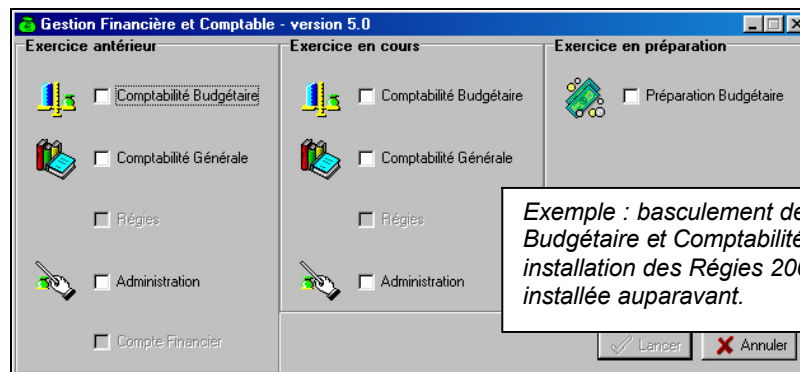 Gestion Financière et Comptable - version 5.0
Exercice antérieur
Comptabilité Budgétaire
Comptabilité Générale
Régies
Administration
Compte Financier
Exercice en cours
Comptabilité Budgétaire
Comptabilité Générale
Régies
Administration
Exercice en préparation
Préparation Budgétaire
Exemple : basculement de
Budgétaire et Comptabilité
installation des Régies 200
installée auparavant.
Lancer
Annuler